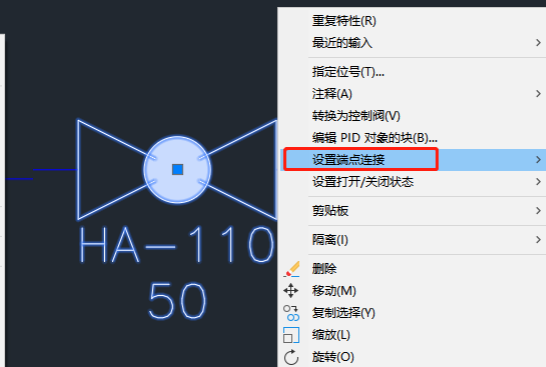 重复特性(R)
最近的输入
指定位号(T)...
注释(A)
转换为控制阀(V)
编辑 PID 对象的块(B)...
设置端点连接
设置打开/关闭状态
剪贴板
隔离(I)
删除
移动(M)
复制选择(Y)
缩放(L)
旋转(O)
HA-110
50